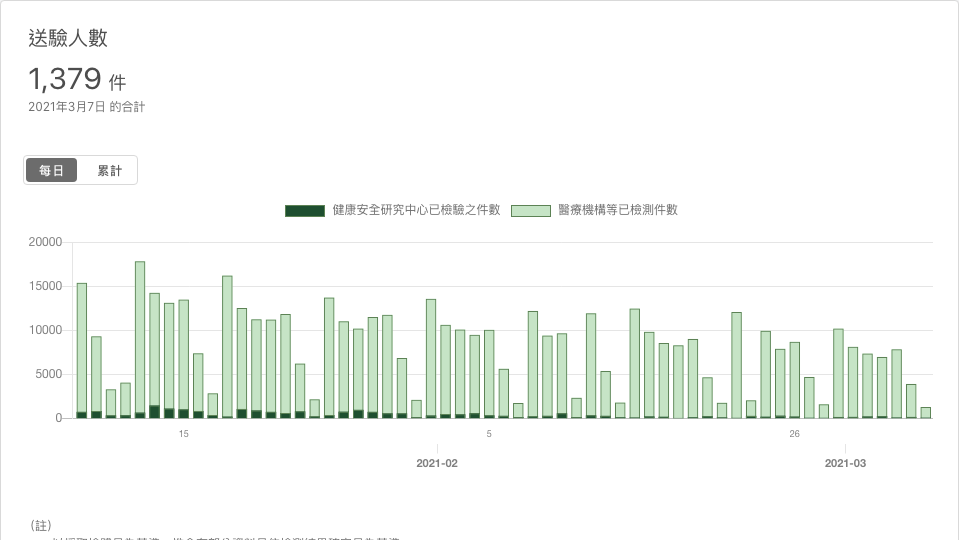 送驗人數
1,379 件
2021年3月7日 的合計
每日 累計
健康安全研究中心已檢驗之件數 醫療機構等已檢測件數
20000
15000
10000
5000
0
15 5 26
2021-02 2021-03
(註)